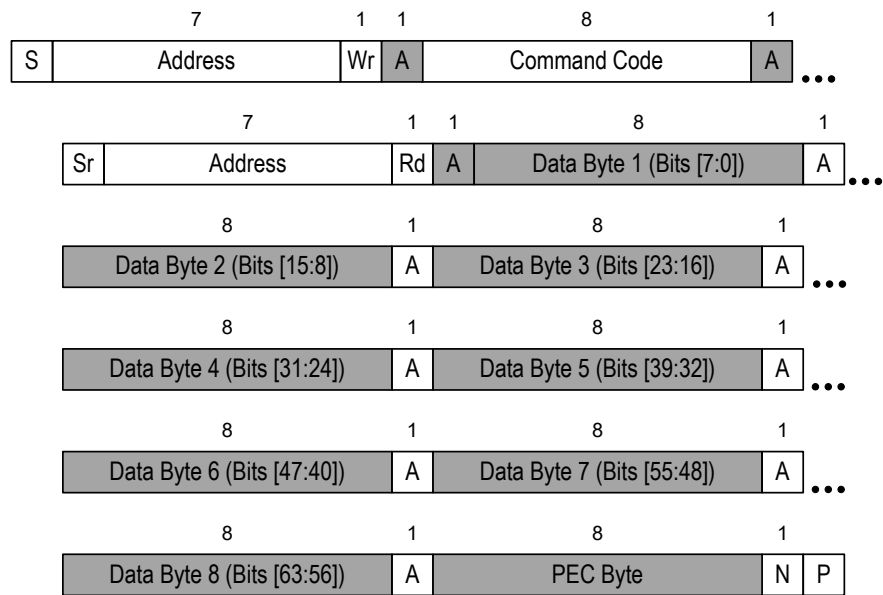 7 1 1 8 1
S Address Wr A Command Code A ...
7 1 1 8 1
Sr Address Rd A Data Byte 1 (Bits [7:0]) A ...
8 1 8 1
Data Byte 2 (Bits [15:8]) A Data Byte 3 (Bits [23:16]) A ...
8 1 8 1
Data Byte 4 (Bits [31:24]) A Data Byte 5 (Bits [39:32]) A ...
8 1 8 1
Data Byte 6 (Bits [47:40]) A Data Byte 7 (Bits [55:48]) A ...
8 1 8 1
Data Byte 8 (Bits [63:56]) A PEC Byte N P